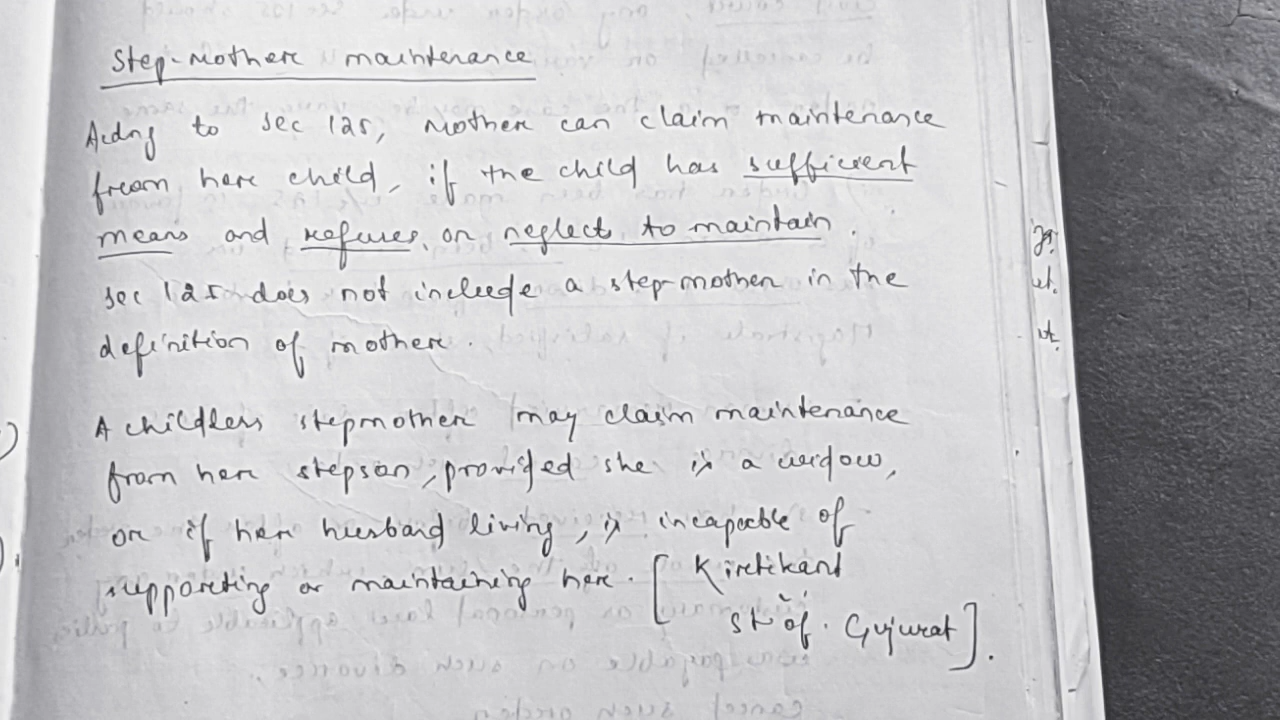 Step-Mother maintenance
Acdng to sec 125, Mother can claim maintenance
from her child, if the child has sufficient
means and refuses or neglect to maintain.
sec 125 does not include a step-mother in the
definition of mother.
A childless stepmother may claim maintenance
from her stepson, provided she is a widow,
or if her husband living, is incapable of
supporting or maintaining her. [Kirtikant
v.
St of. Gujurat].